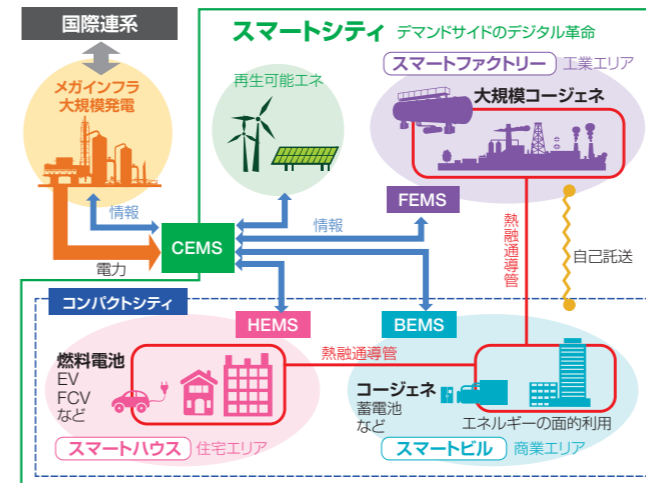 国際連系
スマートシティ デマンドサイドのデジタル革命
メガインフラ
大規模発電
再生可能エネ
スマートファクトリー 工業エリア
大規模コージェネ
情報
CEMS
情報
FEMS
電力
熱融通導管
自己託送
コンパクトシティ
HEMS
BEMS
熱融通導管
燃料電池
EV
FCV
など
コージェネ
蓄電池
など
エネルギーの面的利用
スマートハウス 住宅エリア
スマートビル 商業エリア